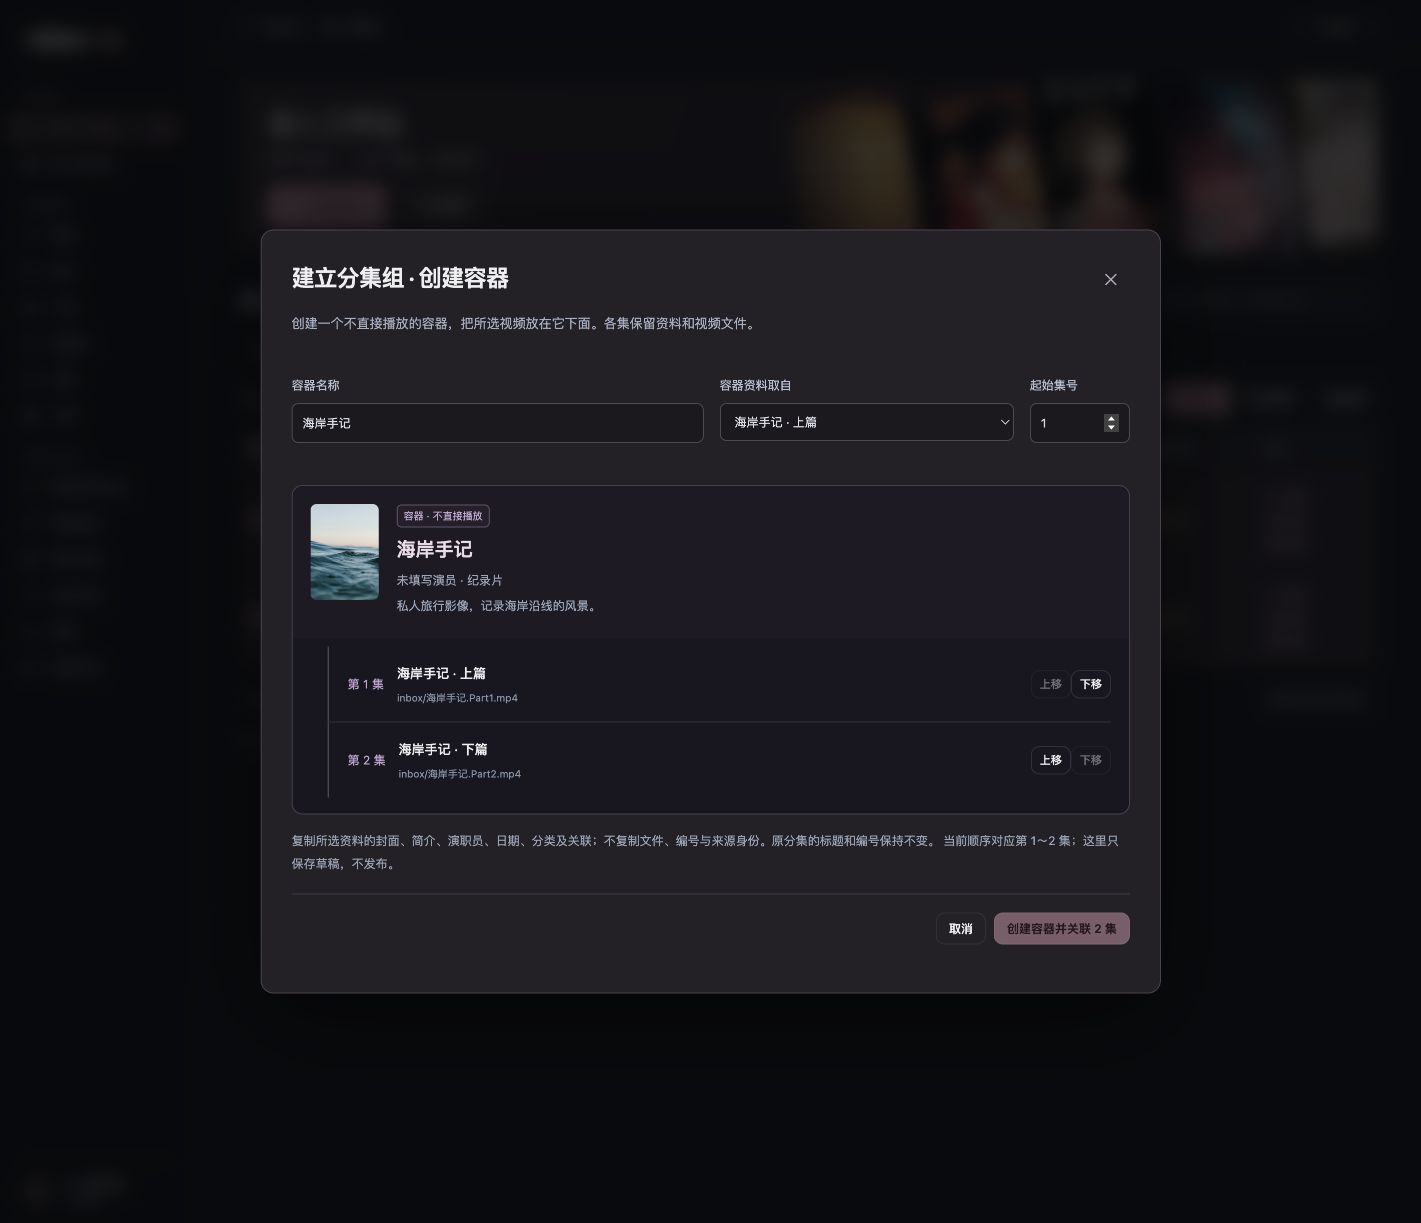 建立分集组 · 创建容器
创建一个不直接播放的容器，把所选视频放在它下面。各集保留资料和视频文件。
容器名称
容器资料取自
起始集号
海岸手记
海岸手记 · 上篇
1
容器 · 不直接播放
海岸手记
未填写演员 · 纪录片
私人旅行影像，记录海岸沿线的风景。
第 1 集
海岸手记 · 上篇
inbox/海岸手记.Part1.mp4
上移
下移
第 2 集
海岸手记 · 下篇
inbox/海岸手记.Part2.mp4
上移
下移
复制所选资料的封面、简介、演职员、日期、分类及关联；不复制文件、编号与来源身份。原分集的标题和编号保持不变。 当前顺序对应第 1～2 集；这里只
保存草稿，不发布。
取消
创建容器并关联 2 集